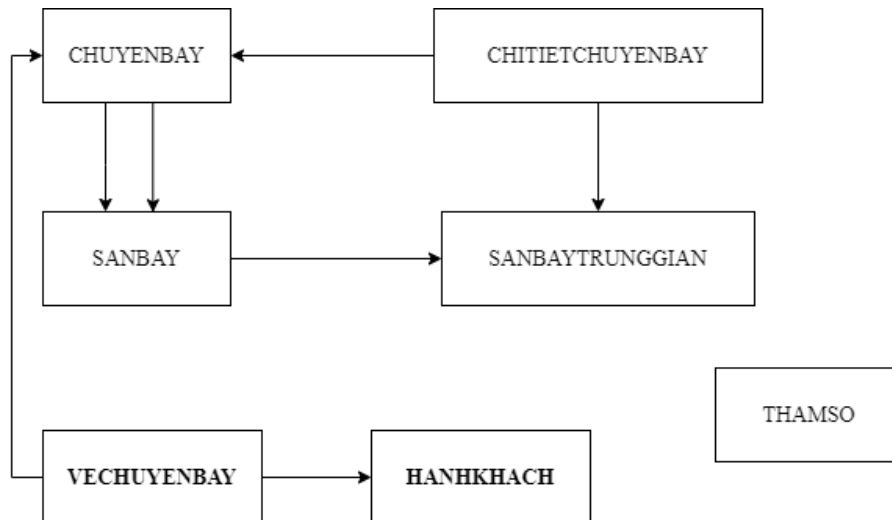 CHUYENBAY
CHITIETCHUYENBAY
SANBAY
SANBAYTRUNGGIAN
THAMSO
VECHUYENBAY
HANHKHACH